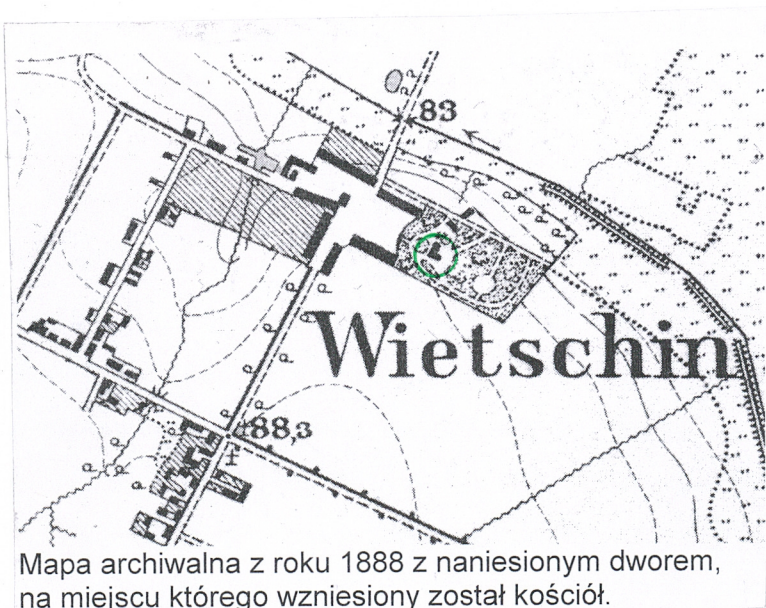 83
Wietschin
88,3
Mapa archiwalna z roku 1888 z naniesionym dworem,
na miejscu którego wzniesiony został kościół.